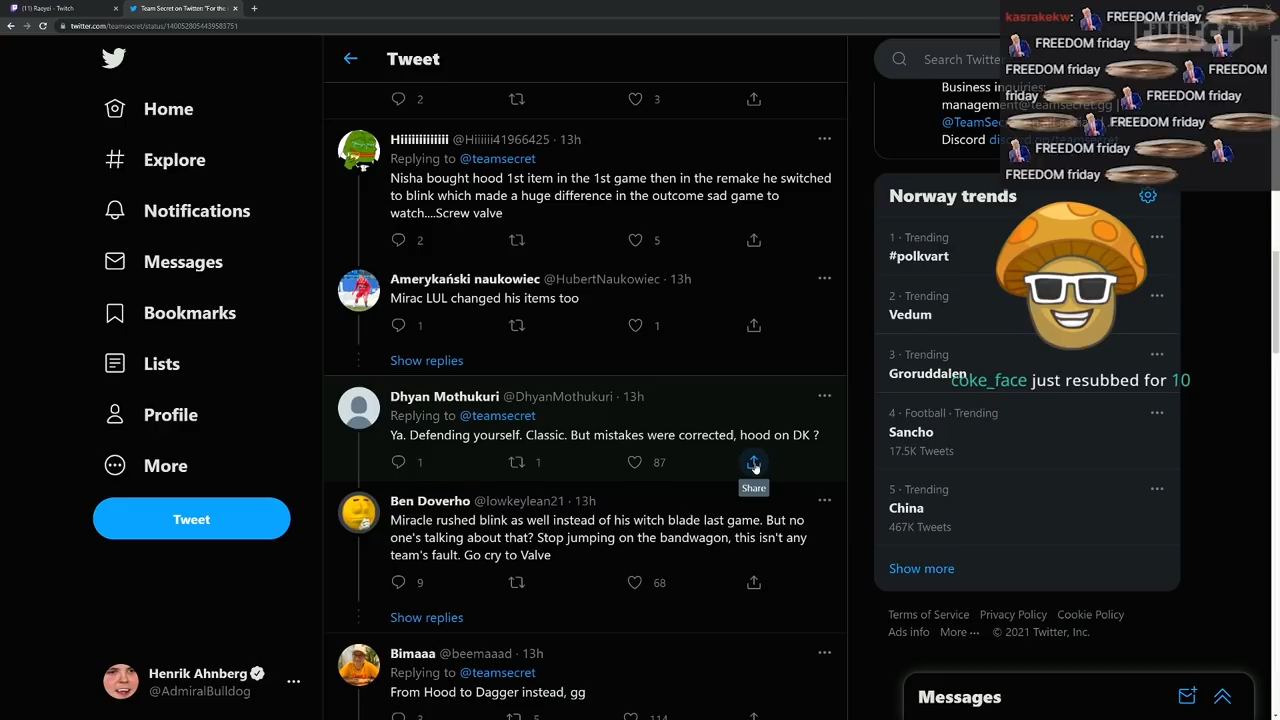 (11) Raeyei - Twitch
Team Secret on Twitter "For the
twitter.com/teamsecret/status/1400528054439583751
Home
Explore
Notifications
Messages
Bookmarks
Lists
Profile
More
Tweet
Henrik Ahnberg
@AdmiralBulldog
Tweet
2
3
Hiiiiiiiiiiiii @Hiiiiii41966425 · 13h
Replying to @teamsecret
Nisha bought hood 1st item in the 1st game then in the remake he switched
to blink which made a huge difference in the outcome sad game to
watch....Screw valve
2
5
Amerykański naukowiec @HubertNaukowiec · 13h
Mirac LUL changed his items too
1
1
Show replies
Dhyan Mothukuri @DhyanMothukuri · 13h
Replying to @teamsecret
Ya. Defending yourself. Classic. But mistakes were corrected, hood on DK ?
1
1
87
Share
Ben Doverho @lowkeylean21 · 13h
Miracle rushed blink as well instead of his witch blade last game. But no
one's talking about that? Stop jumping on the bandwagon, this isn't any
team's fault. Go cry to Valve
9
68
Show replies
Bimaaa @beemaaad · 13h
Replying to @teamsecret
From Hood to Dagger instead, gg
3
5
114
Search Twitte
Business inquiries:
management@teamsecret.gg |
@TeamSec
Discord
kasrakekw: FREEDOM friday
FREEDOM friday
FREEDOM friday FREEDOM
friday FREEDOM friday
FREEDOM friday
FREEDOM friday
FREEDOM friday
Norway trends
1 · Trending
#polkvart
2 · Trending
Vedum
3 · Trending
Groruddalen
coke_face just resubbed for 10
4 · Football · Trending
Sancho
17.5K Tweets
5 · Trending
China
467K Tweets
Show more
Terms of Service Privacy Policy Cookie Policy
Ads info More ··· © 2021 Twitter, Inc.
Messages